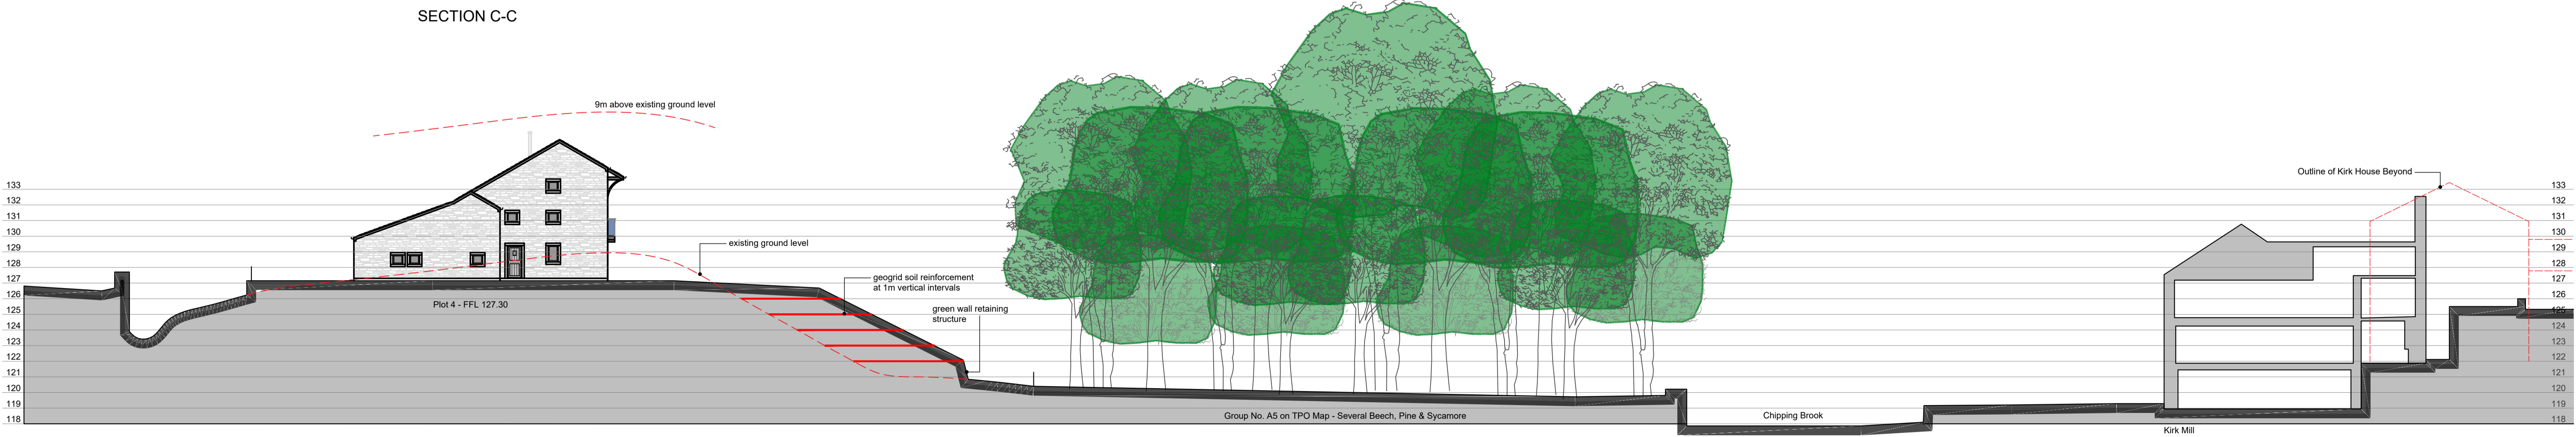 SECTION C-C
9m above existing ground level
Outline of Kirk House Beyond
existing ground level
geogrid soil reinforcement
at 1m vertical intervals
green wall retaining
structure
Plot 4 - FFL 127.30
133
132
131
130
129
128
127
126
125
124
123
122
121
120
119
118
133
132
131
130
129
128
127
126
125
124
123
122
121
120
119
118
Group No. A5 on TPO Map - Several Beech, Pine & Sycamore
Chipping Brook
Kirk Mill